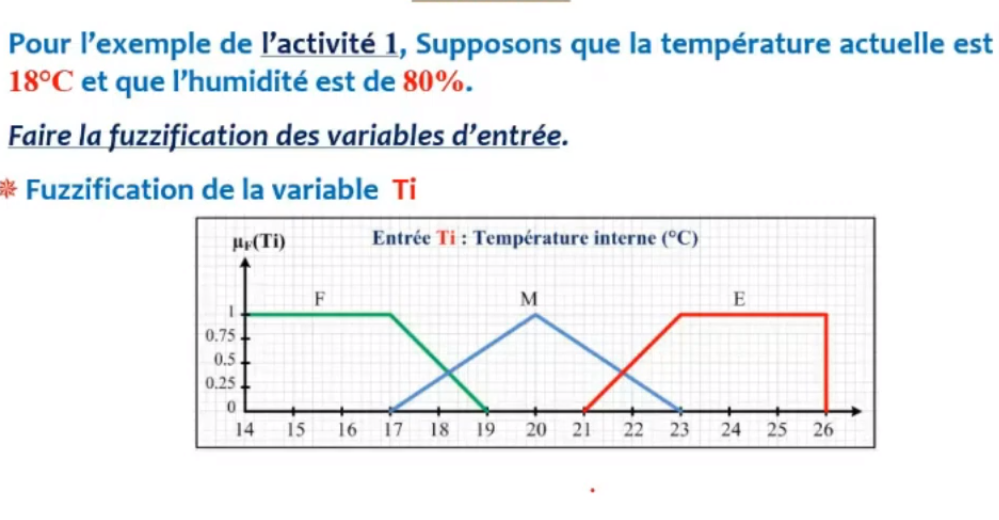 Pour l’exemple de l’activité 1, Supposons que la température actuelle est
18°C et que l’humidité est de 80%.
Faire la fuzzification des variables d’entrée.
Fuzzification de la variable Ti
μF(Ti)
Entrée Ti : Température interne (°C)
F M E
1
0.75
0.5
0.25
0
14 15 16 17 18 19 20 21 22 23 24 25 26